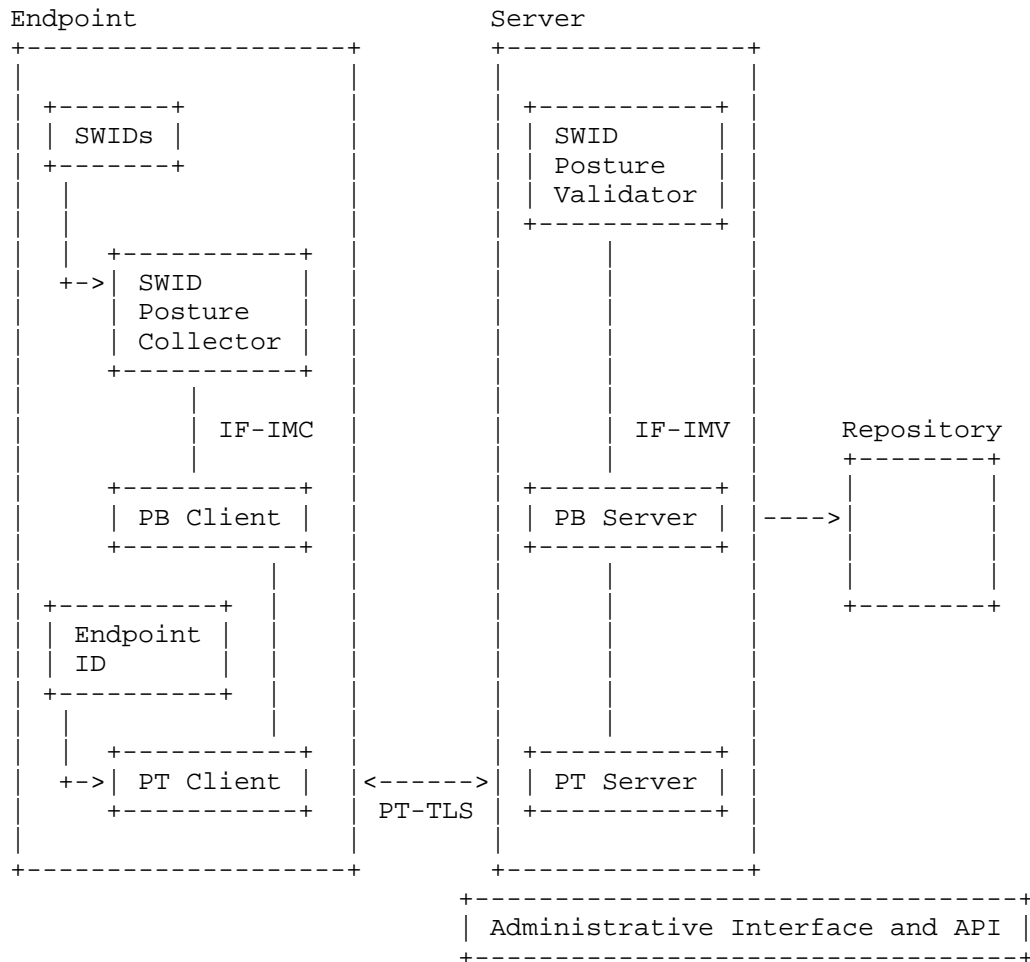 Endpoint Server
SWIDs
SWID
Posture
Validator
SWID
Posture
Collector
IF-IMC IF-IMV Repository
PB Client PB Server ---->
Endpoint
ID
PT Client <------> PT Server
PT-TLS
Administrative Interface and API